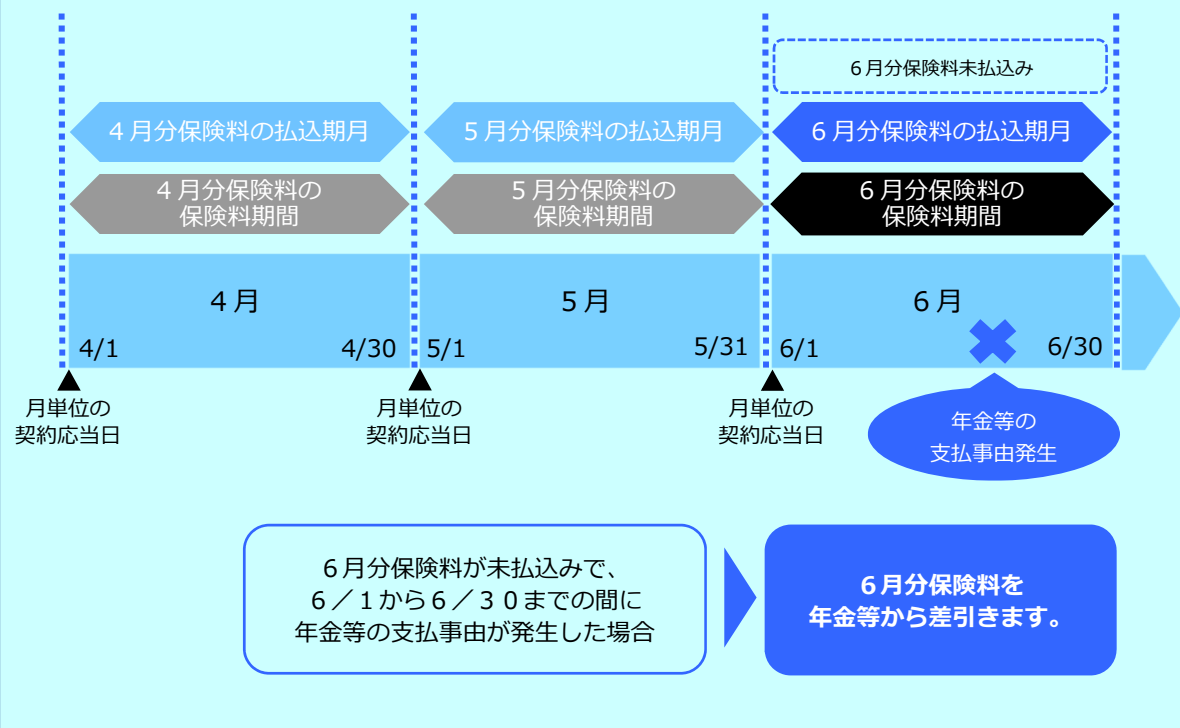 ６月分保険料未払込み
４月分保険料の払込期月
５月分保険料の払込期月
６月分保険料の払込期月
４月分保険料の
保険料期間
５月分保険料の
保険料期間
６月分保険料の
保険料期間
４月
５月
６月
4/1
4/30
5/1
5/31
6/1
6/30
月単位の
契約応当日
月単位の
契約応当日
月単位の
契約応当日
年金等の
支払事由発生
６月分保険料が未払込みで、
６／１から６／３０までの間に
年金等の支払事由が発生した場合
６月分保険料を
年金等から差引きます。